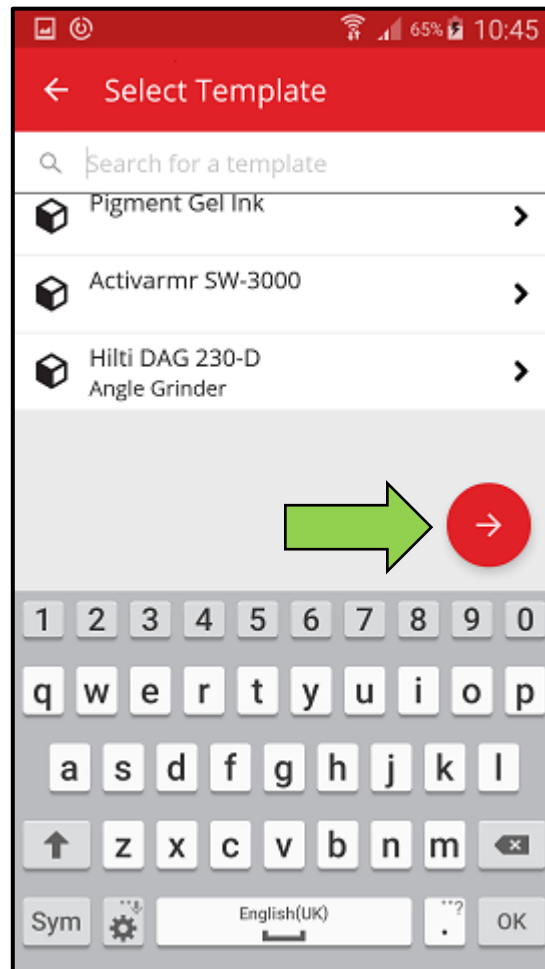 65% 10:45
Select Template
Search for a template
Pigment Gel Ink
Activarmr SW-3000
Hilti DAG 230-D
Angle Grinder
1 2 3 4 5 6 7 8 9 0
q w e r t y u i o p
a s d f g h j k l
z x c v b n m
Sym English(UK) . ,,? OK